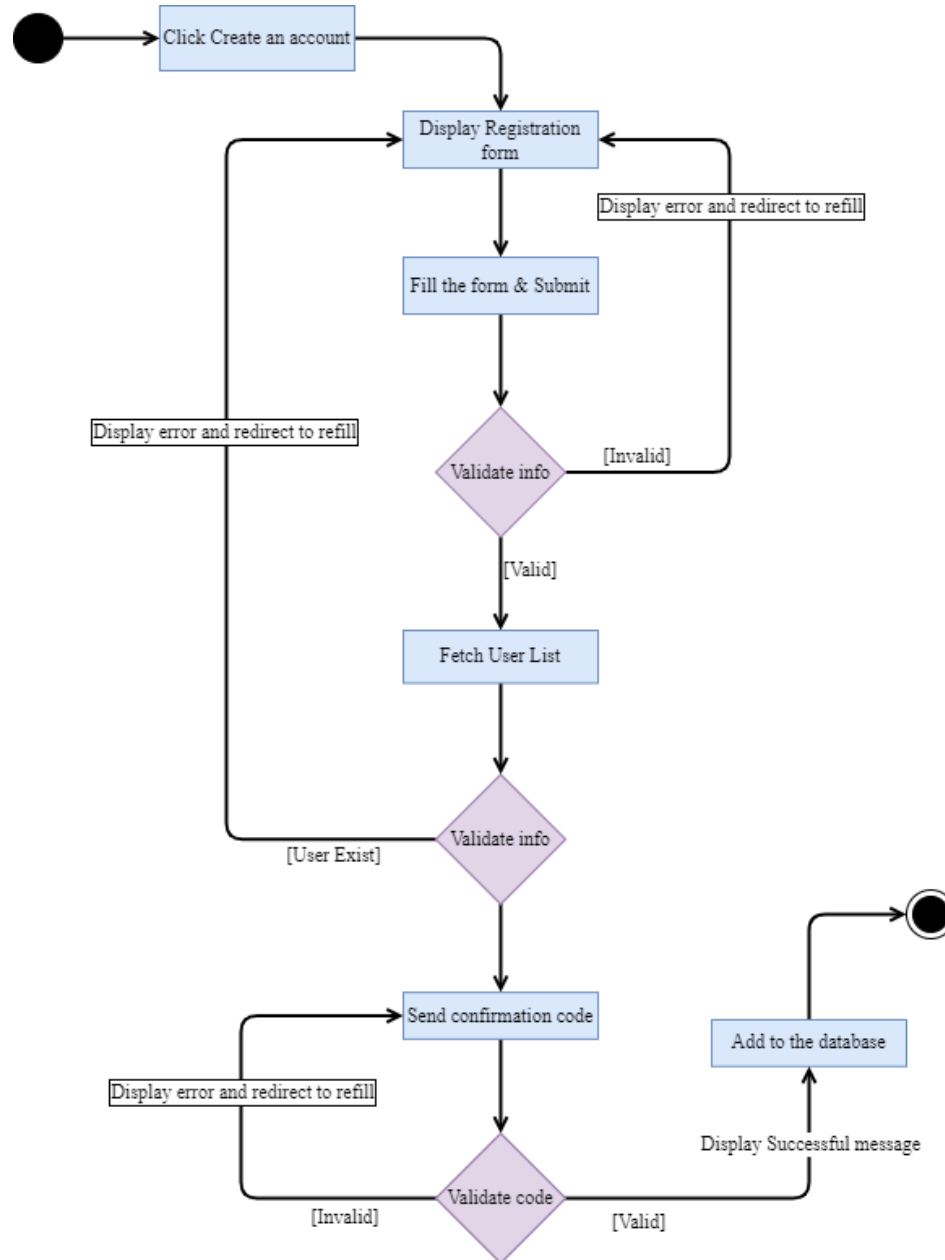 Click Create an account
Display Registration
form
Display error and redirect to refill
Fill the form & Submit
Display error and redirect to refill
Validate info
[Invalid]
[Valid]
Fetch User List
Validate info
[User Exist]
Send confirmation code
Add to the database
Display error and redirect to refill
Display Successful message
Validate code
[Invalid]
[Valid]